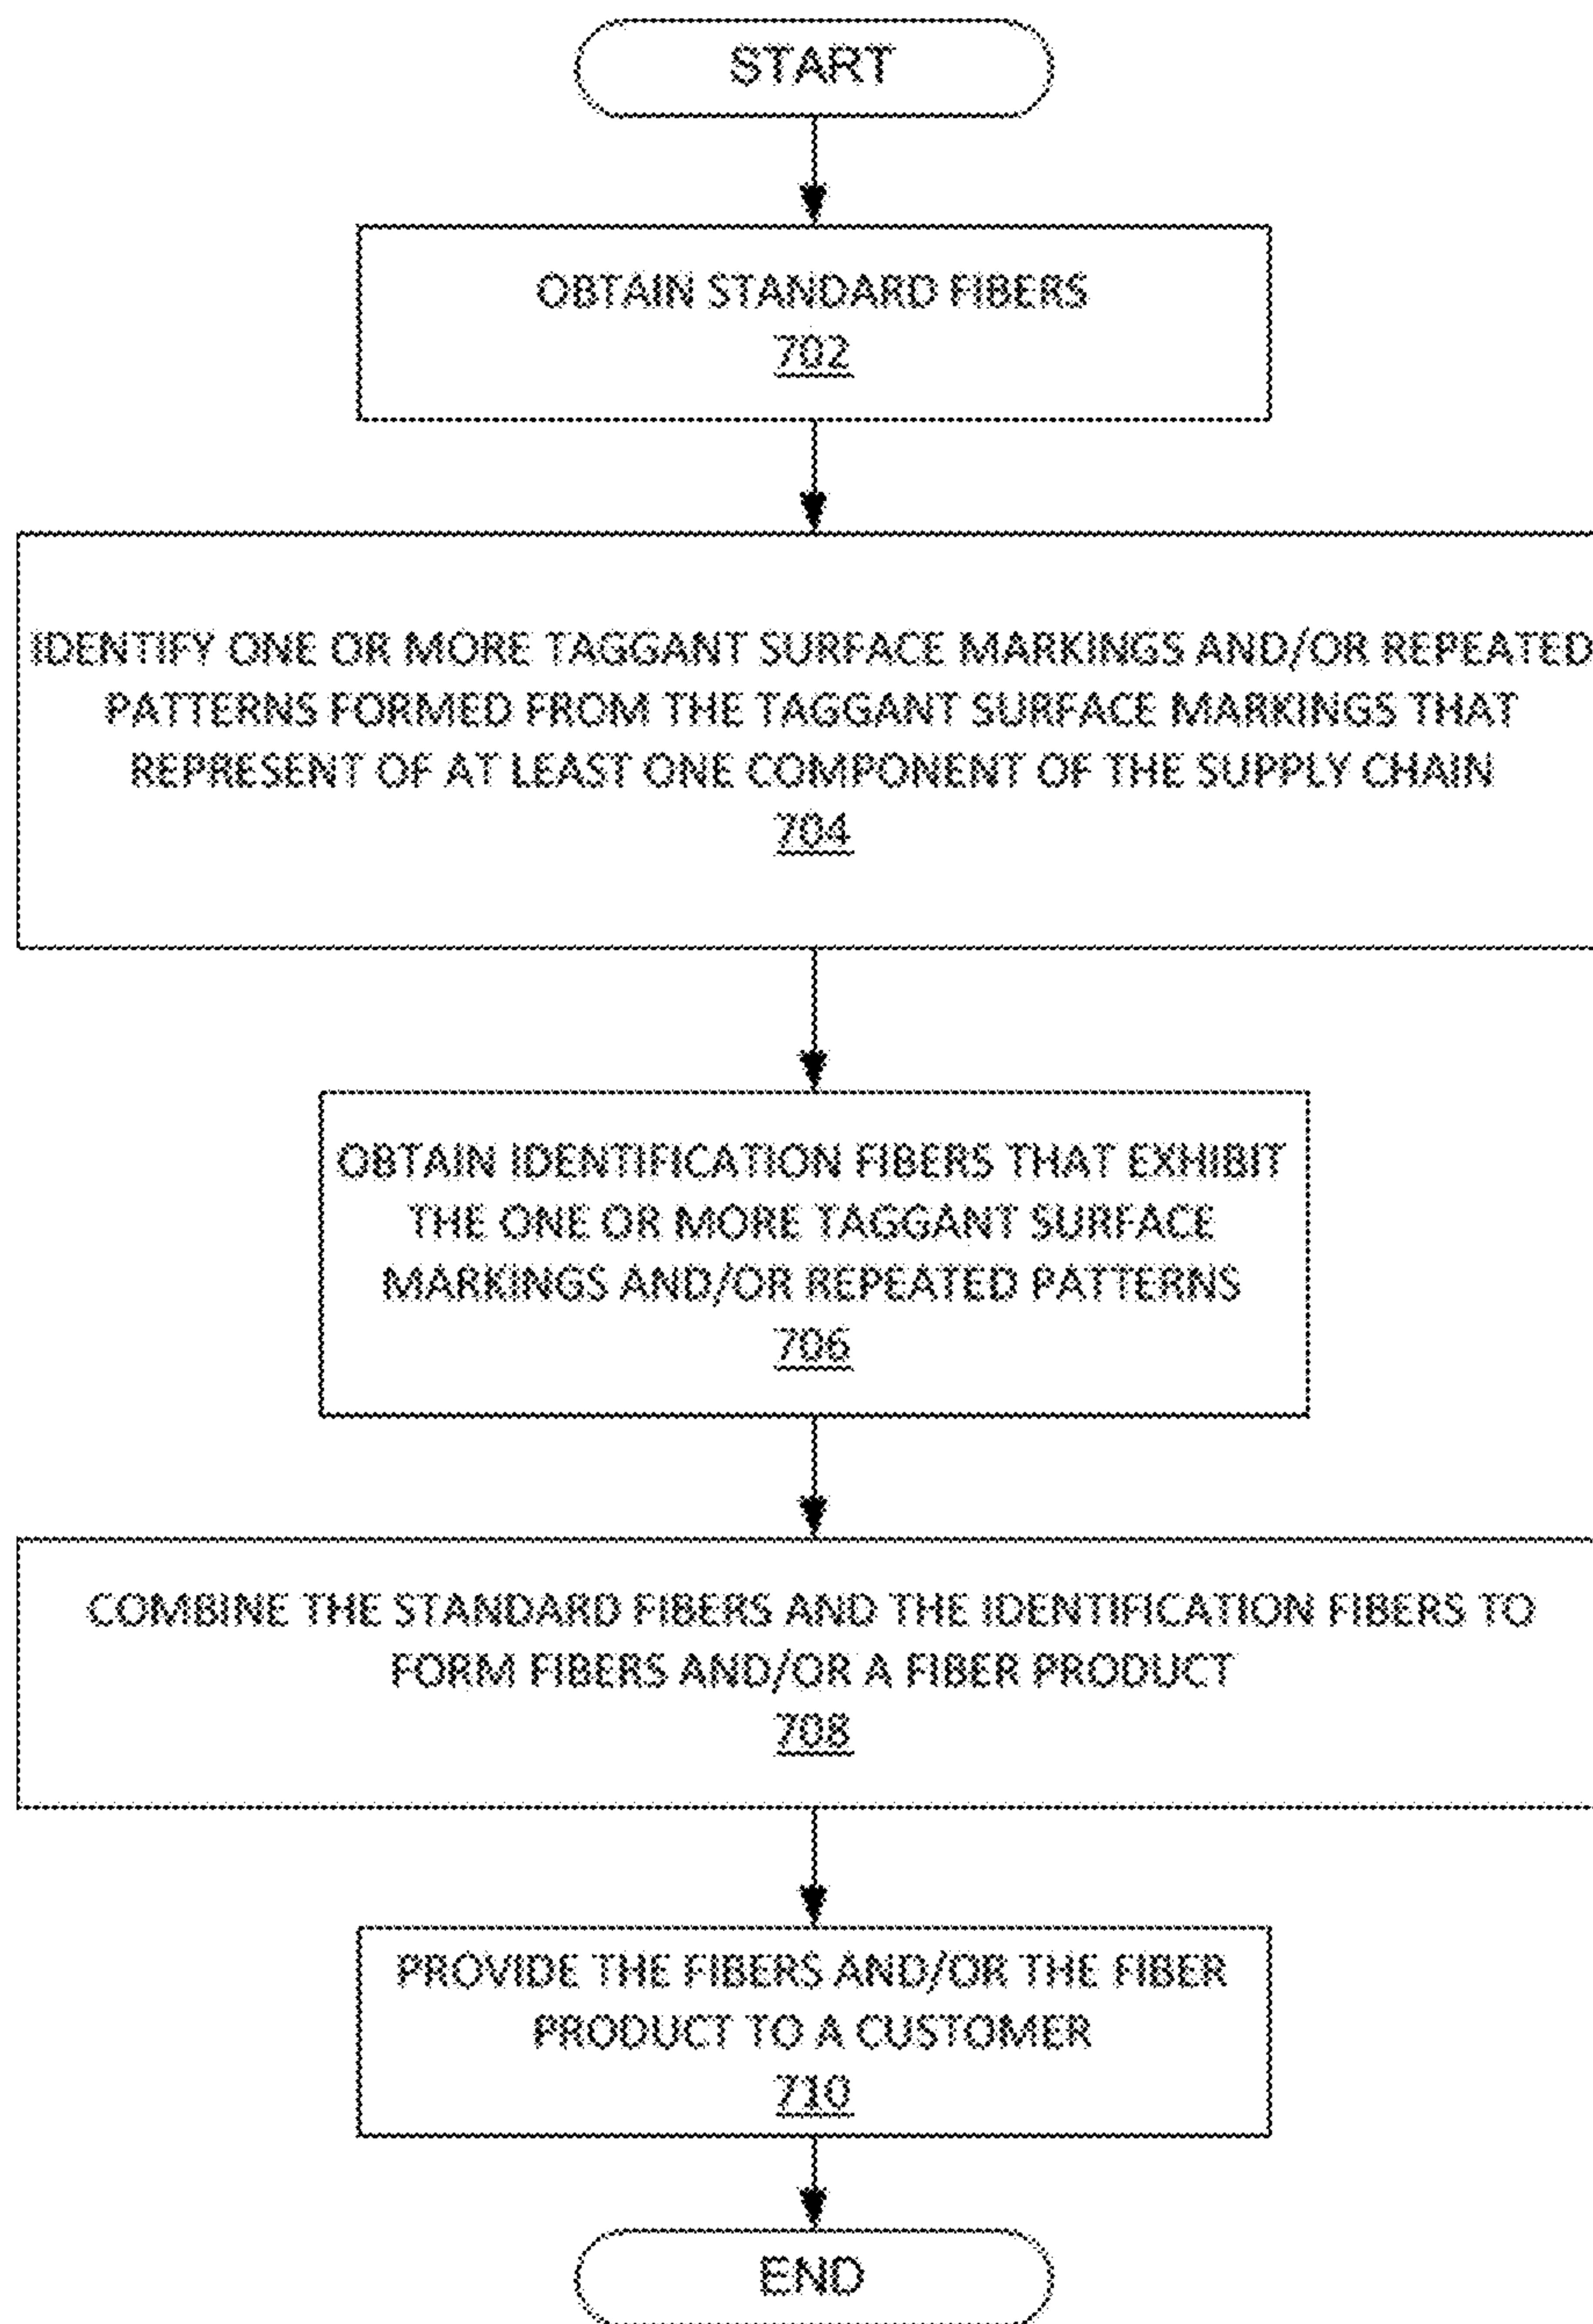 START
OBTAIN STANDARD FIBERS
702
IDENTIFY ONE OR MORE TAGGANT SURFACE MARKINGS AND/OR REPEATED
PATTERNS FORMED FROM THE TAGGANT SURFACE MARKINGS THAT
REPRESENT OF AT LEAST ONE COMPONENT OF THE SUPPLY CHAIN
704
OBTAIN IDENTIFICATION FIBERS THAT EXHIBIT
THE ONE OR MORE TAGGANT SURFACE
MARKINGS AND/OR REPEATED PATTERNS
706
COMBINE THE STANDARD FIBERS AND THE IDENTIFICATION FIBERS TO
FORM FIBERS AND/OR A FIBER PRODUCT
708
PROVIDE THE FIBERS AND/OR THE FIBER
PRODUCT TO A CUSTOMER
710
END